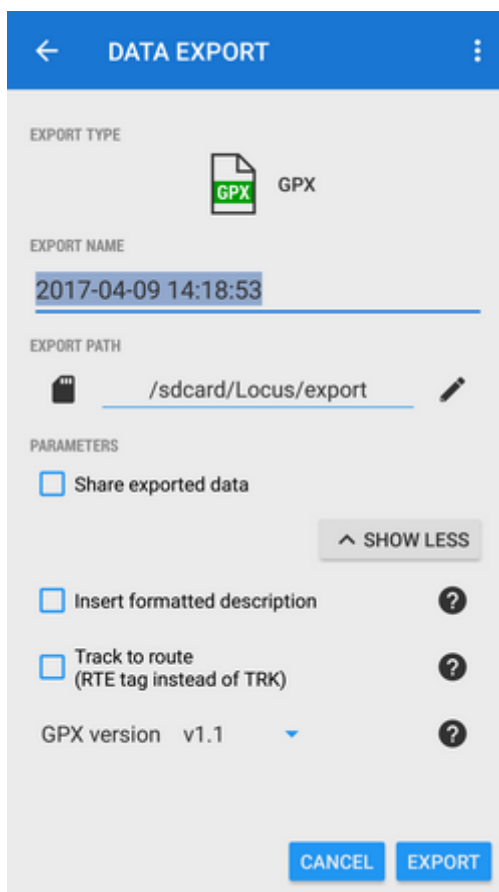 DATA EXPORT
EXPORT TYPE
GPX
GPX
EXPORT NAME
2017-04-09 14:18:53
EXPORT PATH
/sdcard/Locus/export
PARAMETERS
Share exported data
SHOW LESS
Insert formatted description
?
Track to route
(RTE tag instead of TRK)
?
GPX version v1.1
?
CANCEL EXPORT